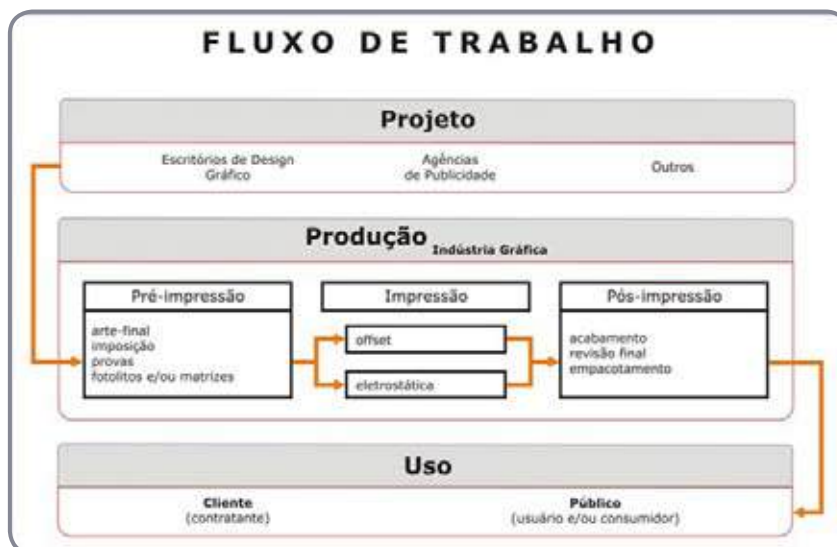 FLUXO DE TRABALHO
Projeto
Escritórios de Design
Gráfico
Agências
de Publicidade
Outros
Produção Indústria Gráfica
Pré-impressão
arte-final
imposição
provas
fotolitos e/ou matrizes
Impressão
offset
eletrostática
Pós-impressão
acabamento
revisão final
empacotamento
Uso
Cliente
(contratante)
Público
(usuário e/ou consumidor)